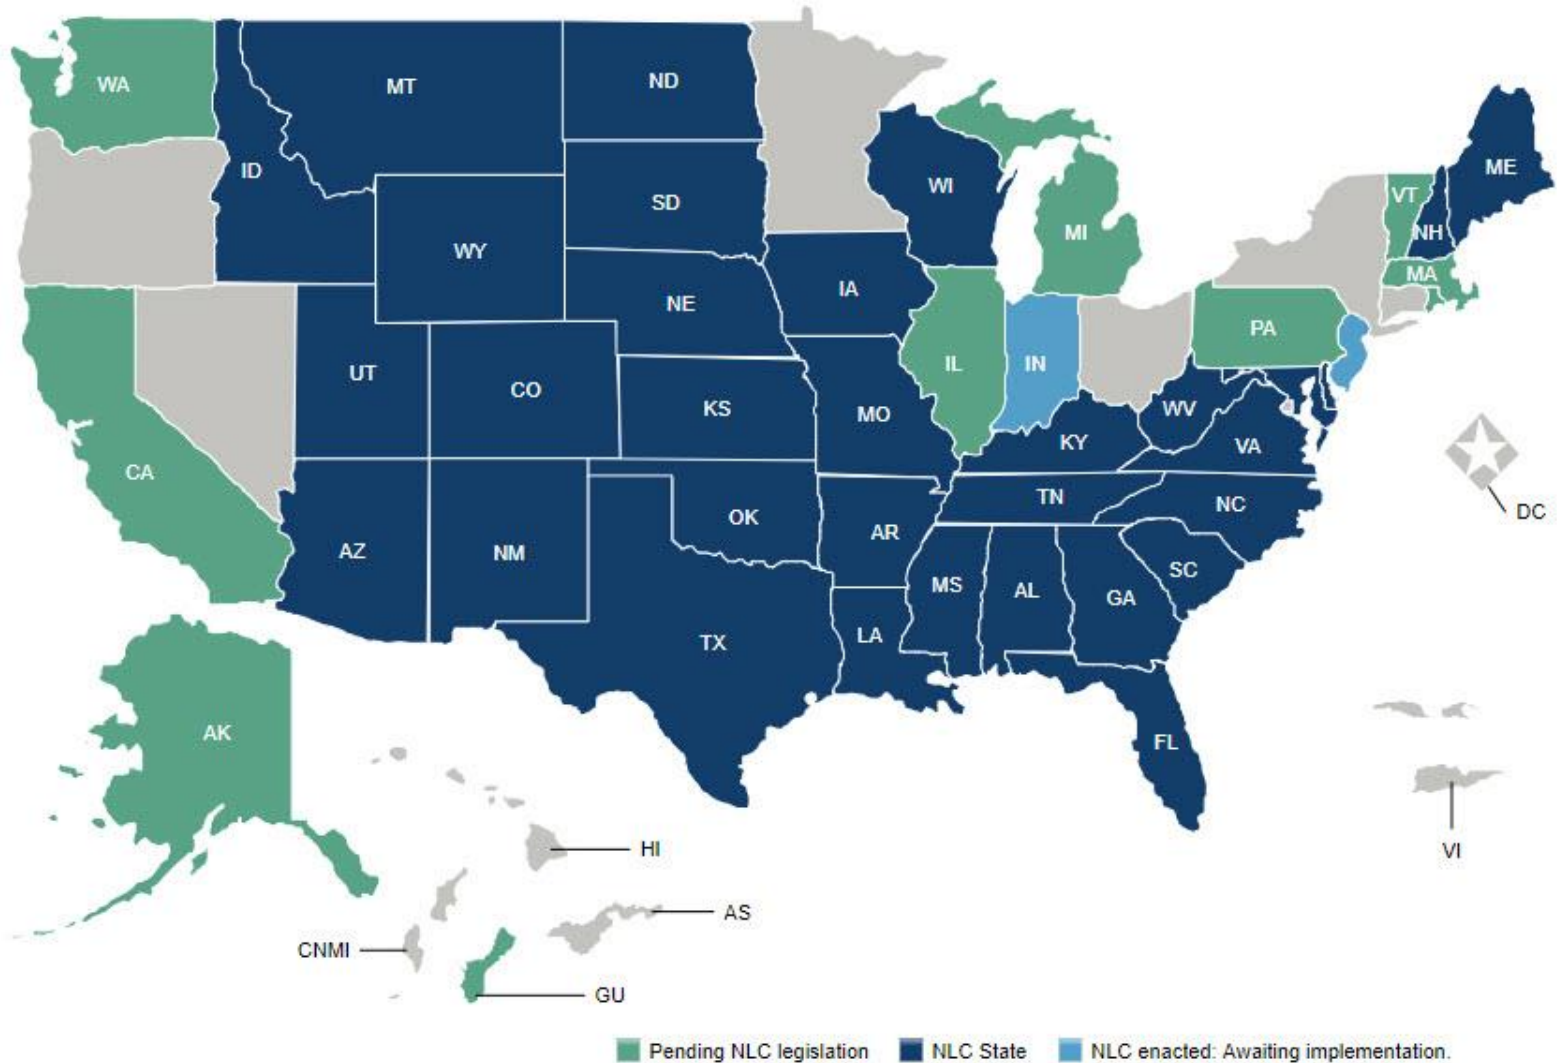 WA
MT
ND
ME
ID
WI
VT
SD
MI
NH
WY
MA
IA
NE
PA
IL
IN
UT
CO
KS
WV
MO
KY
VA
CA
TN
NC
OK
DC
AR
AZ
NM
SC
MS
AL
GA
LA
TX
AK
FL
HI
VI
AS
CNMI
GU
Pending NLC legislation
NLC State
NLC enacted: Awaiting implementation.